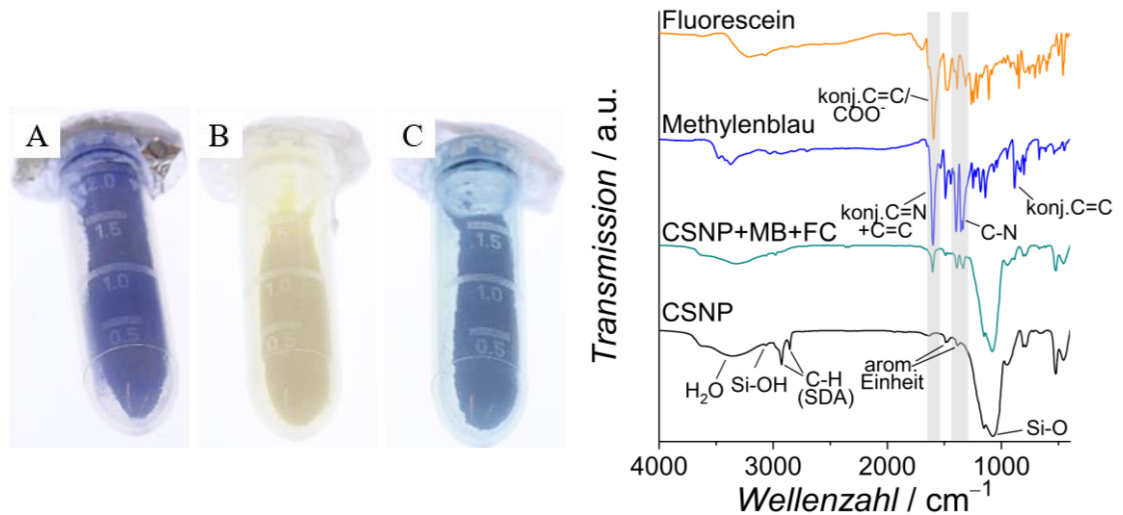 A
B
C
2.0
1.5
1.0
0.5
1.5
1.0
0.5
1.5
1.0
0.5
Fluorescein
konj.C=C/
COO⁻
Methylenblau
konj.C=N
+C=C
C-N
konj.C=C
CSNP+MB+FC
CSNP
H₂O
Si-OH
C-H
(SDA)
arom.
Einheit
Si-O
Transmission / a.u.
4000
3000
2000
1000
Wellenzahl / cm⁻¹